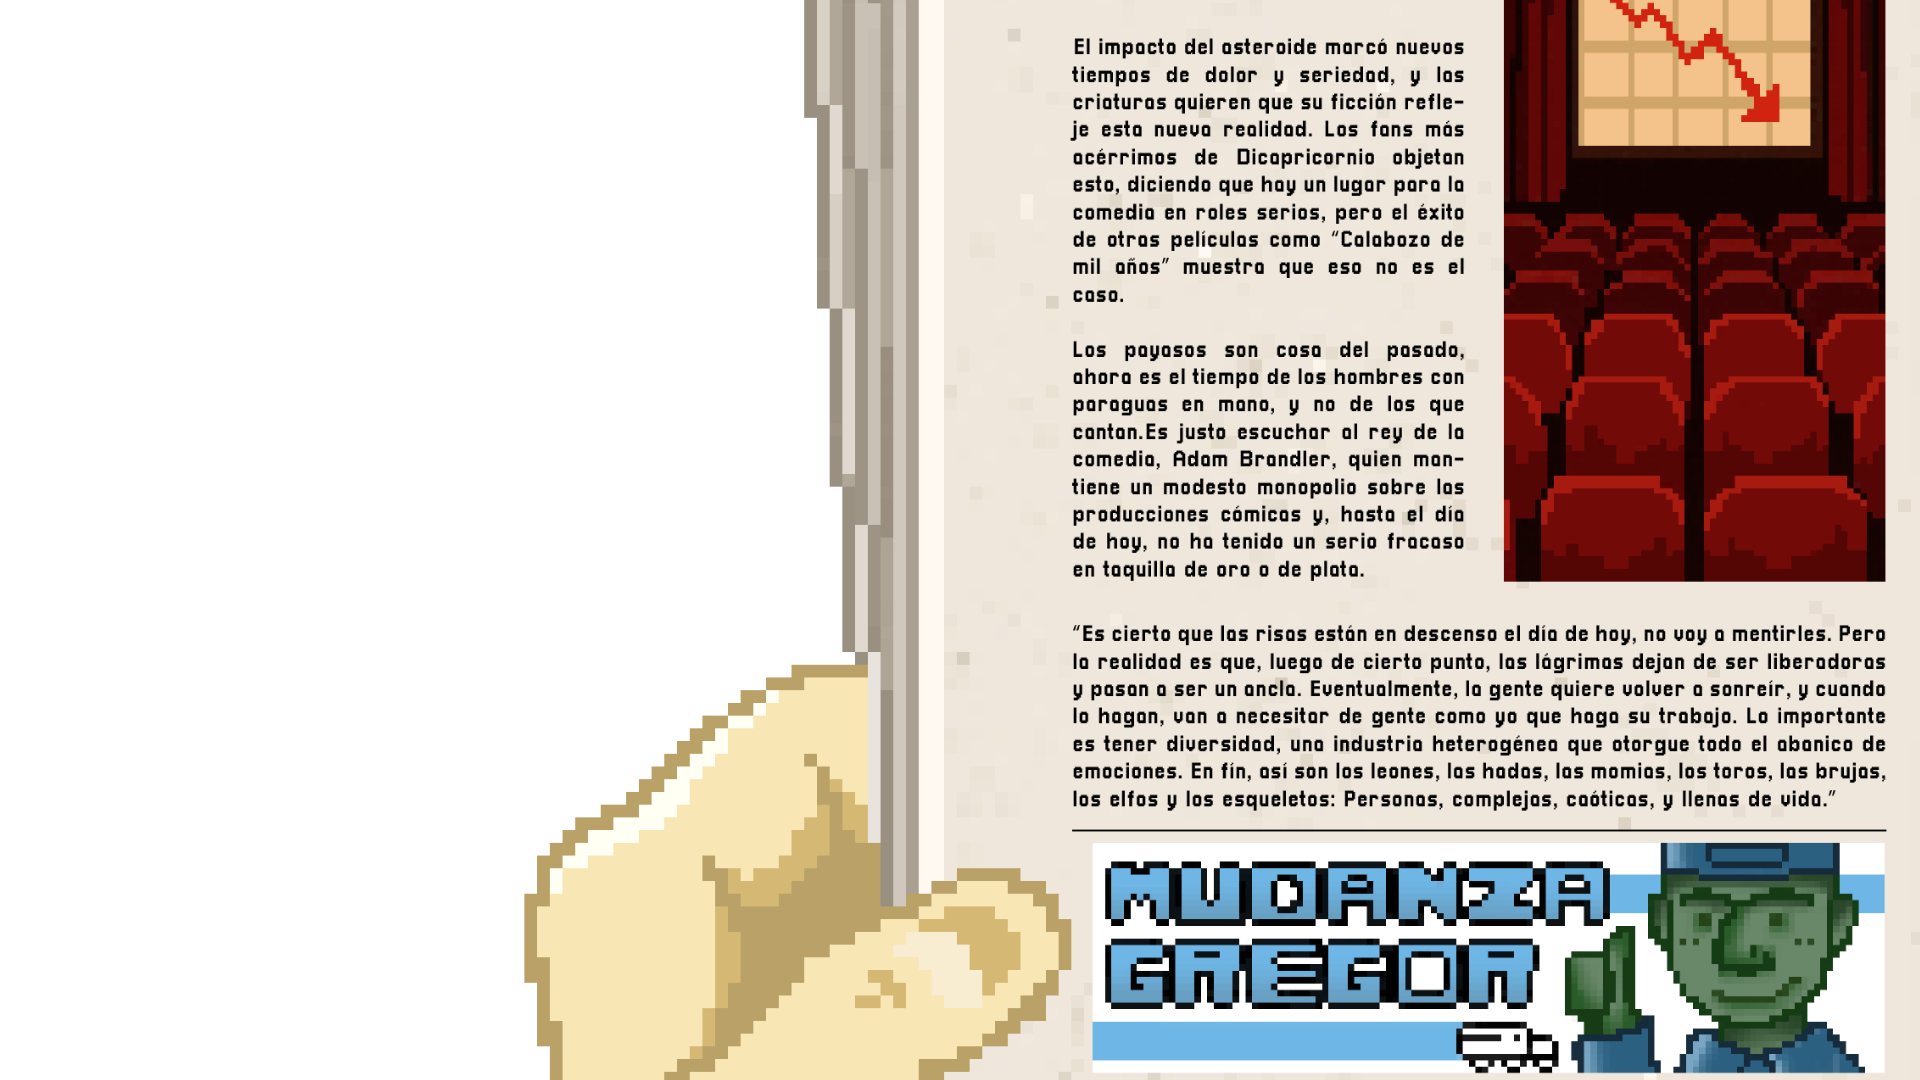 El impacto del asteroide marcó nuevos
tiempos de dolor y seriedad, y las
criaturas quieren que su ficción refle-
je esta nueva realidad. Los fans más
acérrimos de Dicapricornio objetan
esto, diciendo que hay un lugar para la
comedia en roles serios, pero el éxito
de otras películas como “Calabozo de
mil años” muestra que eso no es el
caso.
Los payasos son cosa del pasado,
ahora es el tiempo de los hombres con
paraguas en mano, y no de los que
cantan.Es justo escuchar al rey de la
comedia, Adam Brandler, quien man-
tiene un modesto monopolio sobre las
producciones cómicas y, hasta el día
de hoy, no ha tenido un serio fracaso
en taquilla de oro o de plata.
“Es cierto que las risas están en descenso el día de hoy, no voy a mentirles. Pero
la realidad es que, luego de cierto punto, las lágrimas dejan de ser liberadoras
y pasan a ser un ancla. Eventualmente, la gente quiere volver a sonreír, y cuando
lo hagan, van a necesitar de gente como yo que haga su trabajo. Lo importante
es tener diversidad, una industria heterogénea que otorgue todo el abanico de
emociones. En fín, así son los leones, las hadas, las momias, los toros, las brujas,
los elfos y los esqueletos: Personas, complejas, caóticas, y llenas de vida.”
MUDANZA
GREGOR